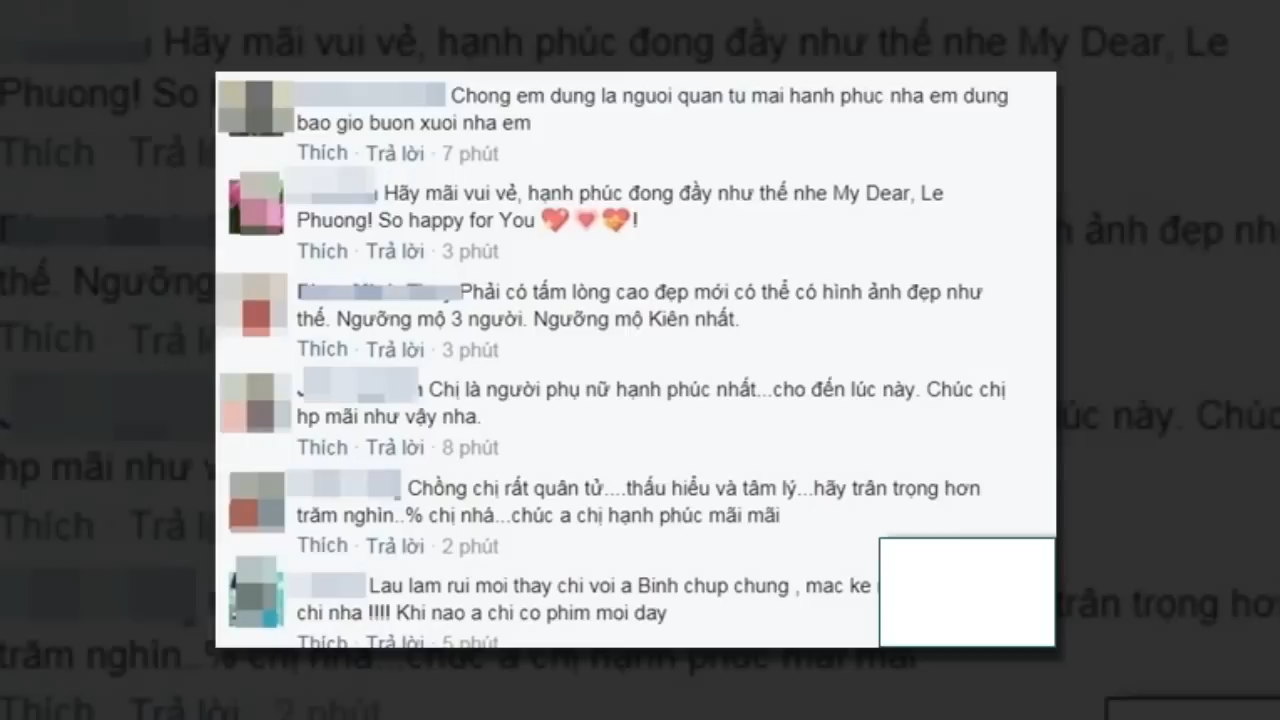 Chong em dung la nguoi quan tu mai hanh phuc nha em dung
bao gio buon xuoi nha em
Thích · Trả lời · 7 phút
Hãy mãi vui vẻ, hạnh phúc đong đầy như thế nhe My Dear, Le
Phuong! So happy for You 💖💗💝!
Thích · Trả lời · 3 phút
Phải có tấm lòng cao đẹp mới có thể có hình ảnh đẹp như
thế. Ngưỡng mộ 3 người. Ngưỡng mộ Kiên nhất.
Thích · Trả lời · 3 phút
Chị là người phụ nữ hạnh phúc nhất...cho đến lúc này. Chúc chị
hp mãi như vậy nha.
Thích · Trả lời · 8 phút
Chồng chị rất quân tử....thấu hiểu và tâm lý...hãy trân trọng hơn
trăm nghìn..% chị nhá...chúc a chị hạnh phúc mãi mãi
Thích · Trả lời · 2 phút
Lau lam rui moi thay chi voi a Binh chup chung , mac ke
chi nha !!!! Khi nao a chi co phim moi day
Thích · Trả lời · 5 phút